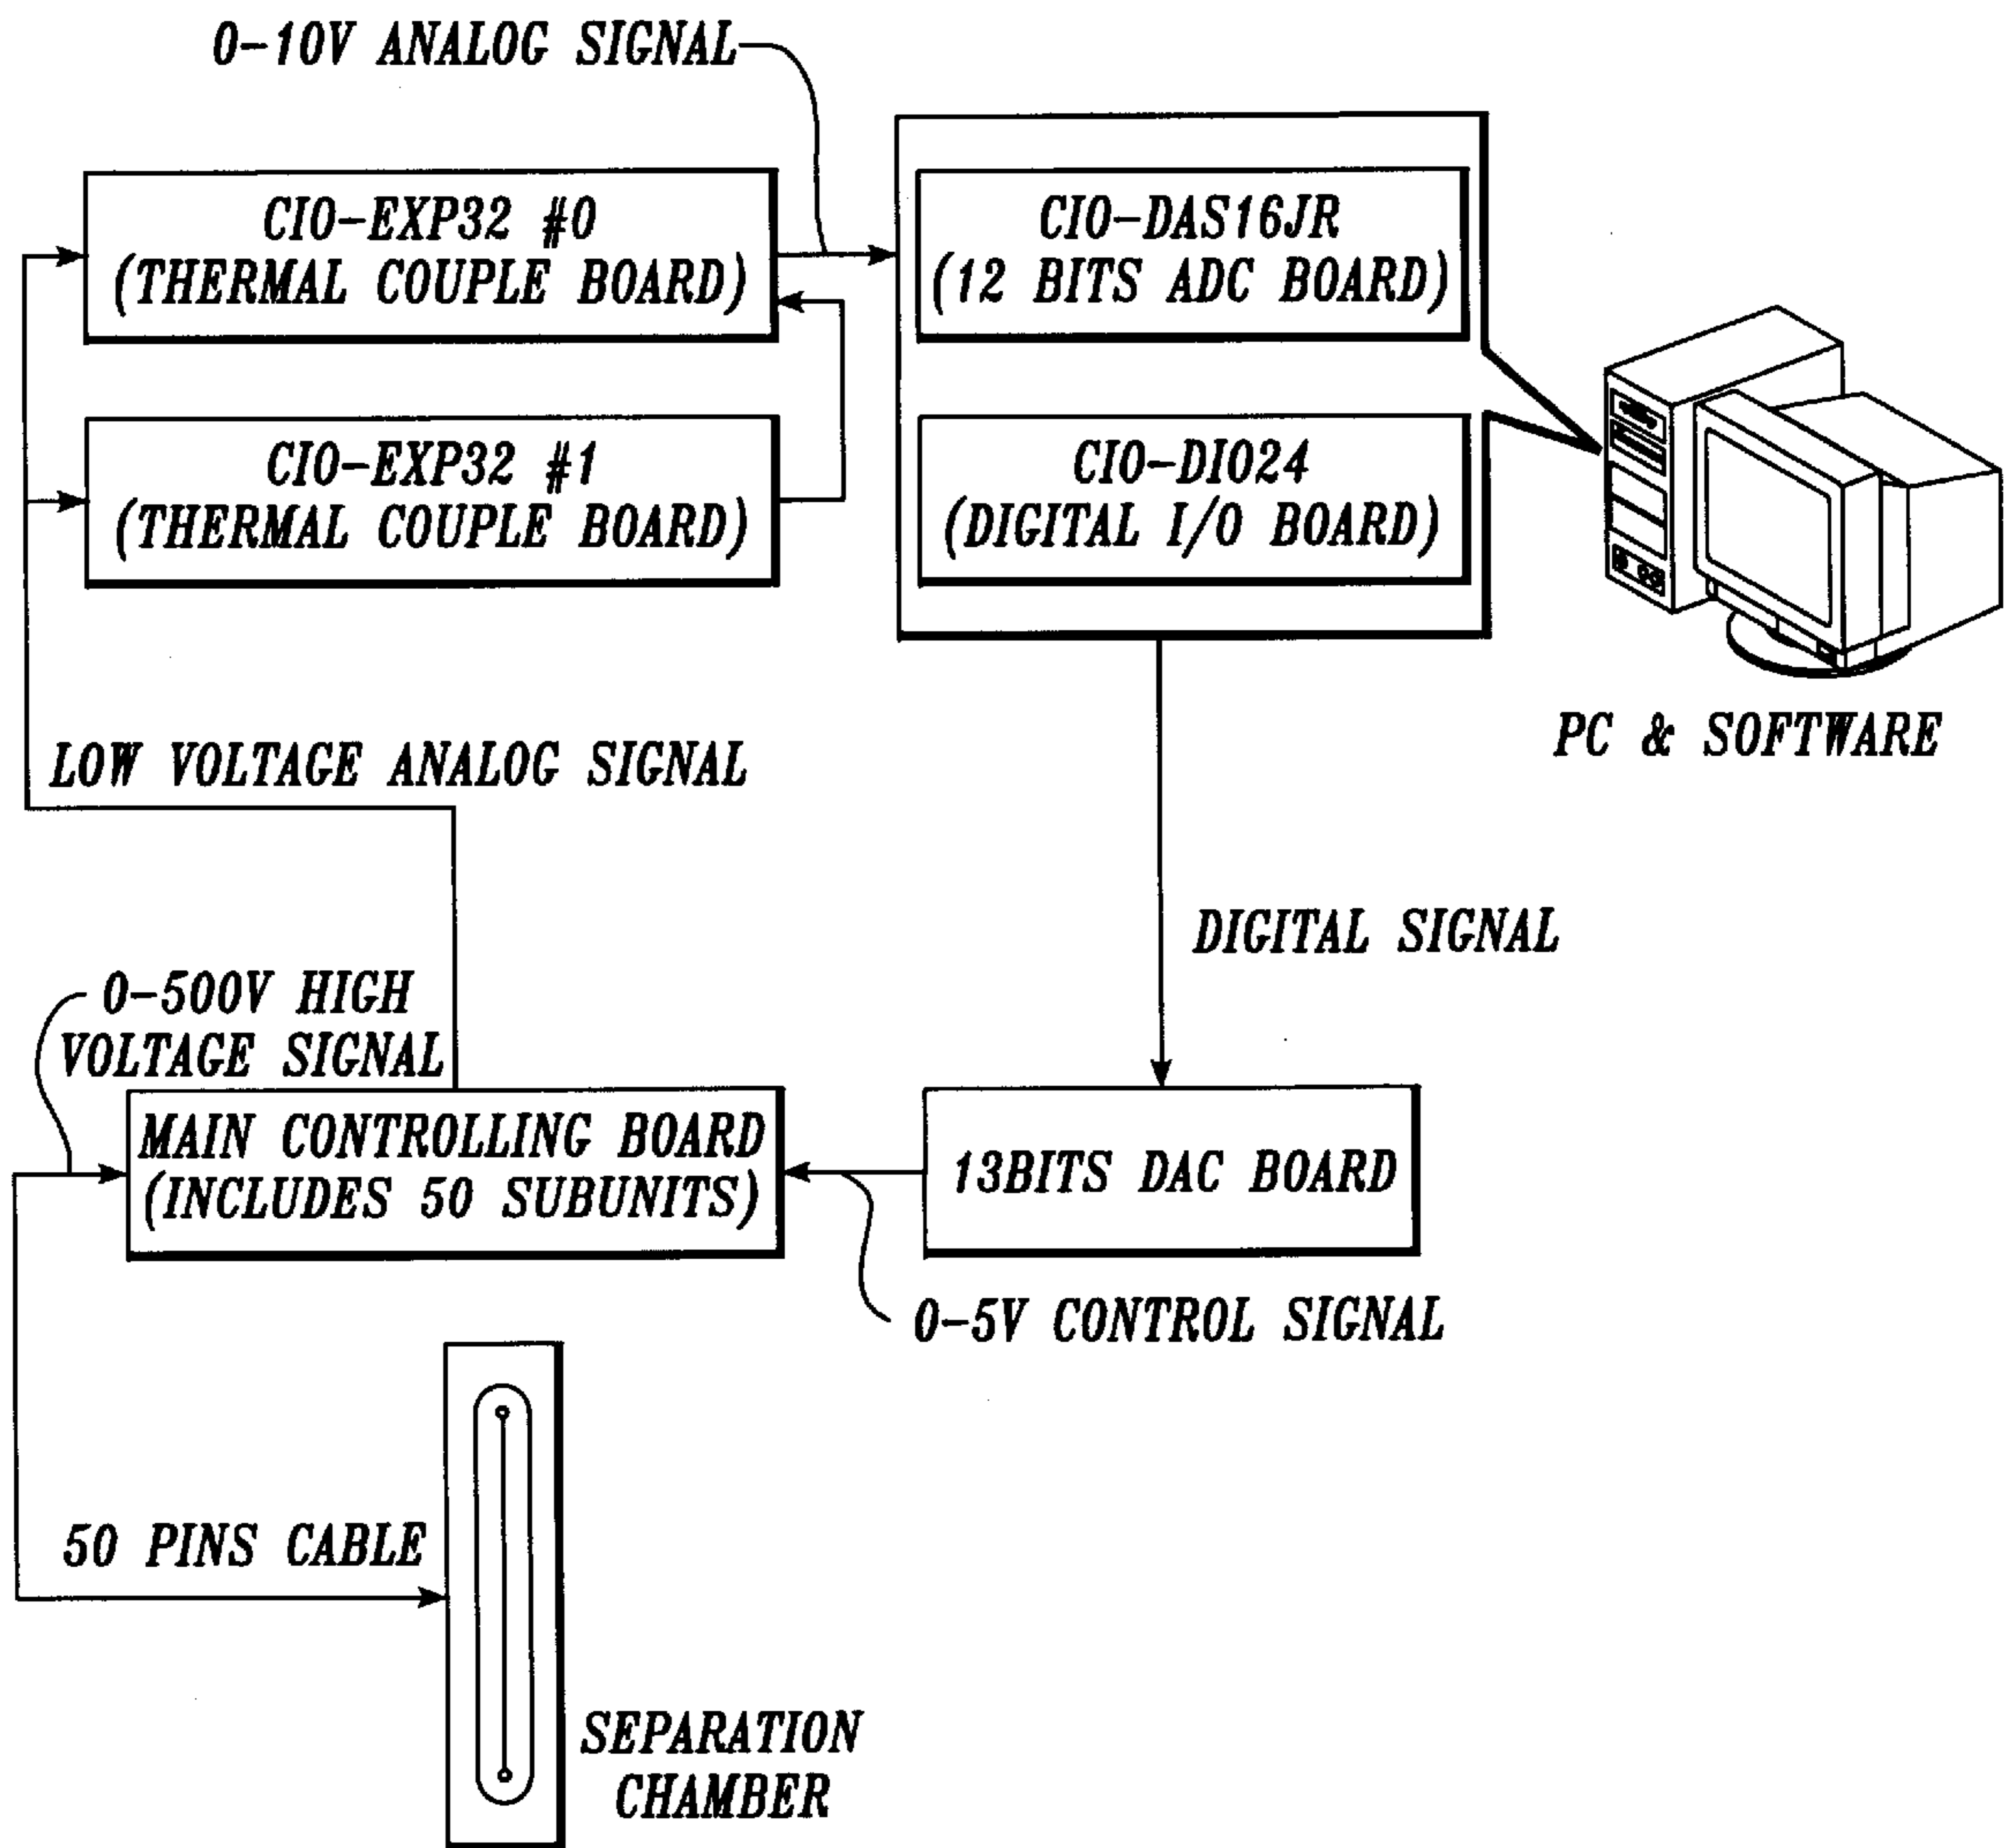 0-10V ANALOG SIGNAL
CIO-EXP32 #0
(THERMAL COUPLE BOARD)
CIO-DAS16JR
(12 BITS ADC BOARD)
CIO-EXP32 #1
(THERMAL COUPLE BOARD)
CIO-DIO24
(DIGITAL I/O BOARD)
PC & SOFTWARE
LOW VOLTAGE ANALOG SIGNAL
DIGITAL SIGNAL
0-500V HIGH
VOLTAGE SIGNAL
MAIN CONTROLLING BOARD
(INCLUDES 50 SUBUNITS)
13BITS DAC BOARD
0-5V CONTROL SIGNAL
50 PINS CABLE
SEPARATION
CHAMBER